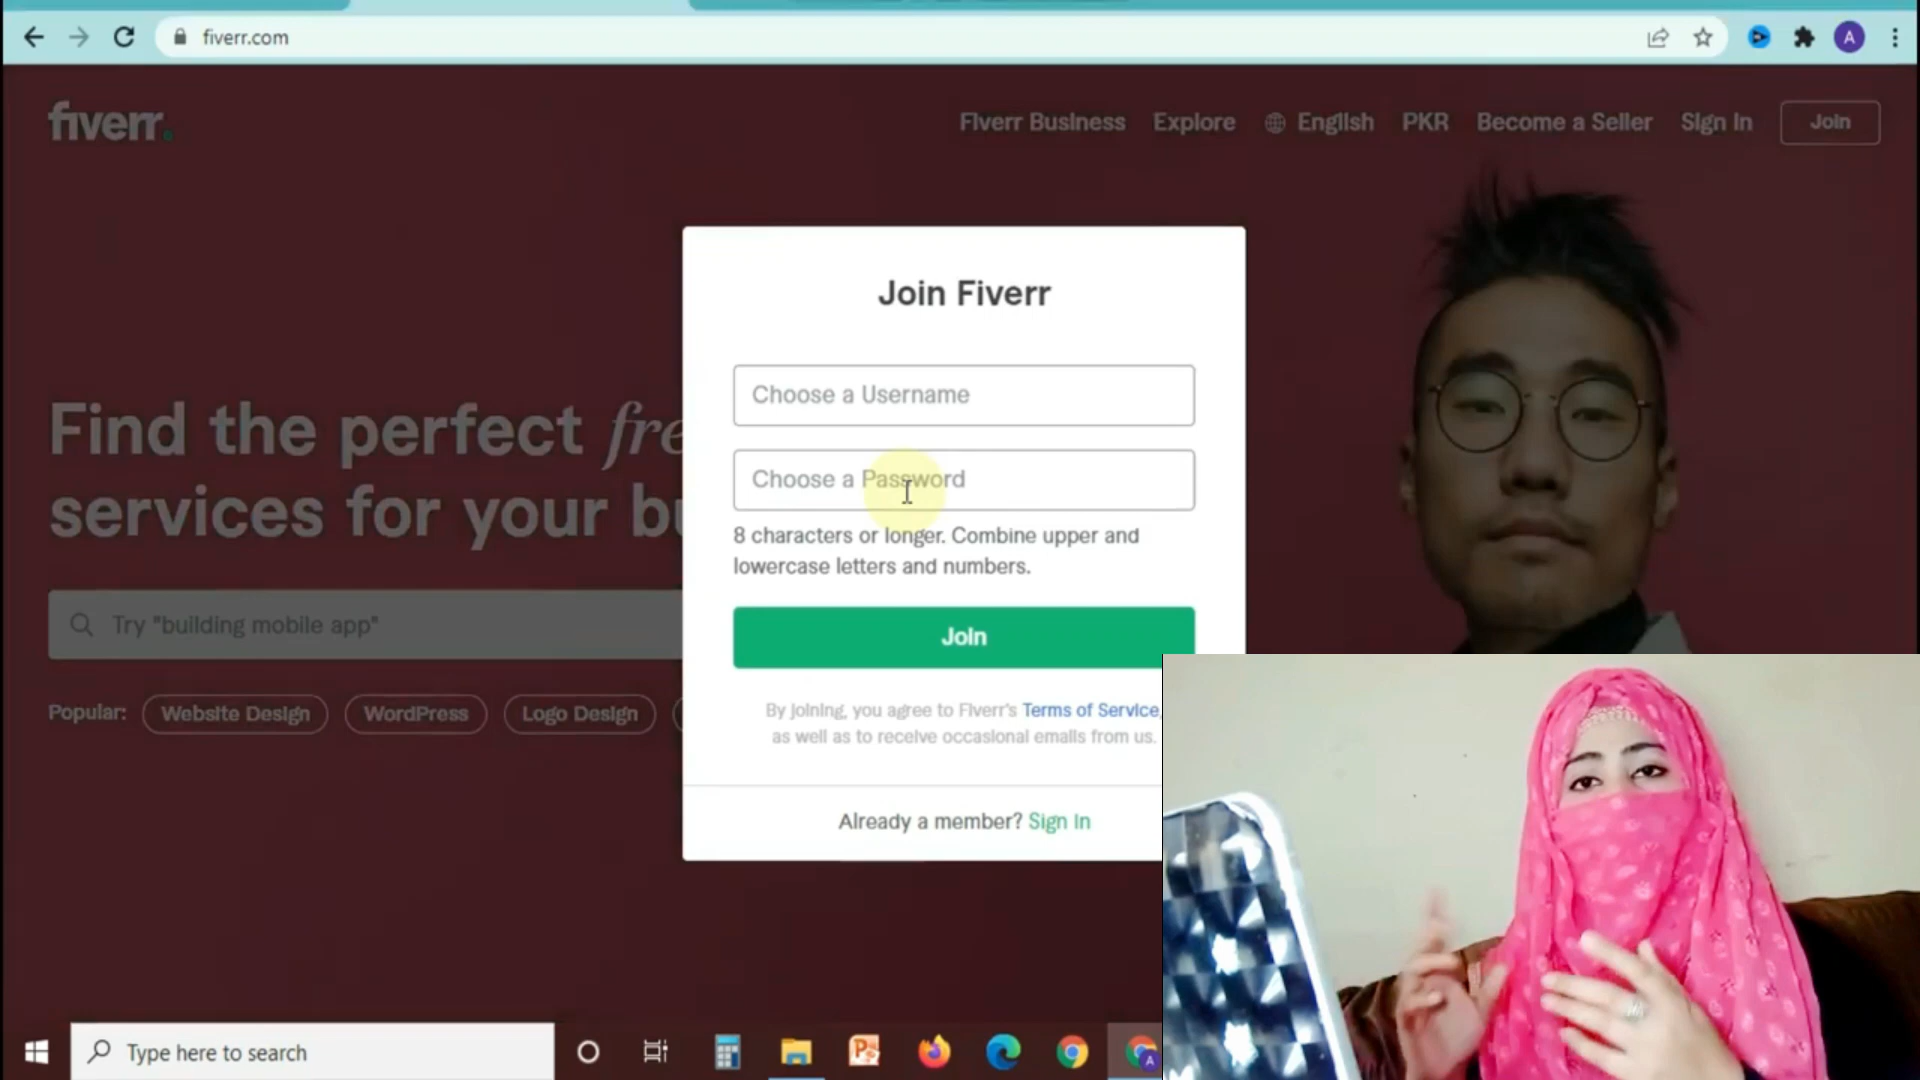 fiverr.com
fiverr.
Fiverr Business
Explore
English
PKR
Become a Seller
Sign In
Join
Find the perfect fre
services for your bu
Try "building mobile app"
Popular:
Website Design
WordPress
Logo Design
Join Fiverr
Choose a Username
Choose a Password
8 characters or longer. Combine upper and
lowercase letters and numbers.
Join
By joining, you agree to Fiverr's Terms of Service,
as well as to receive occasional emails from us.
Already a member? Sign In
Type here to search
A
A